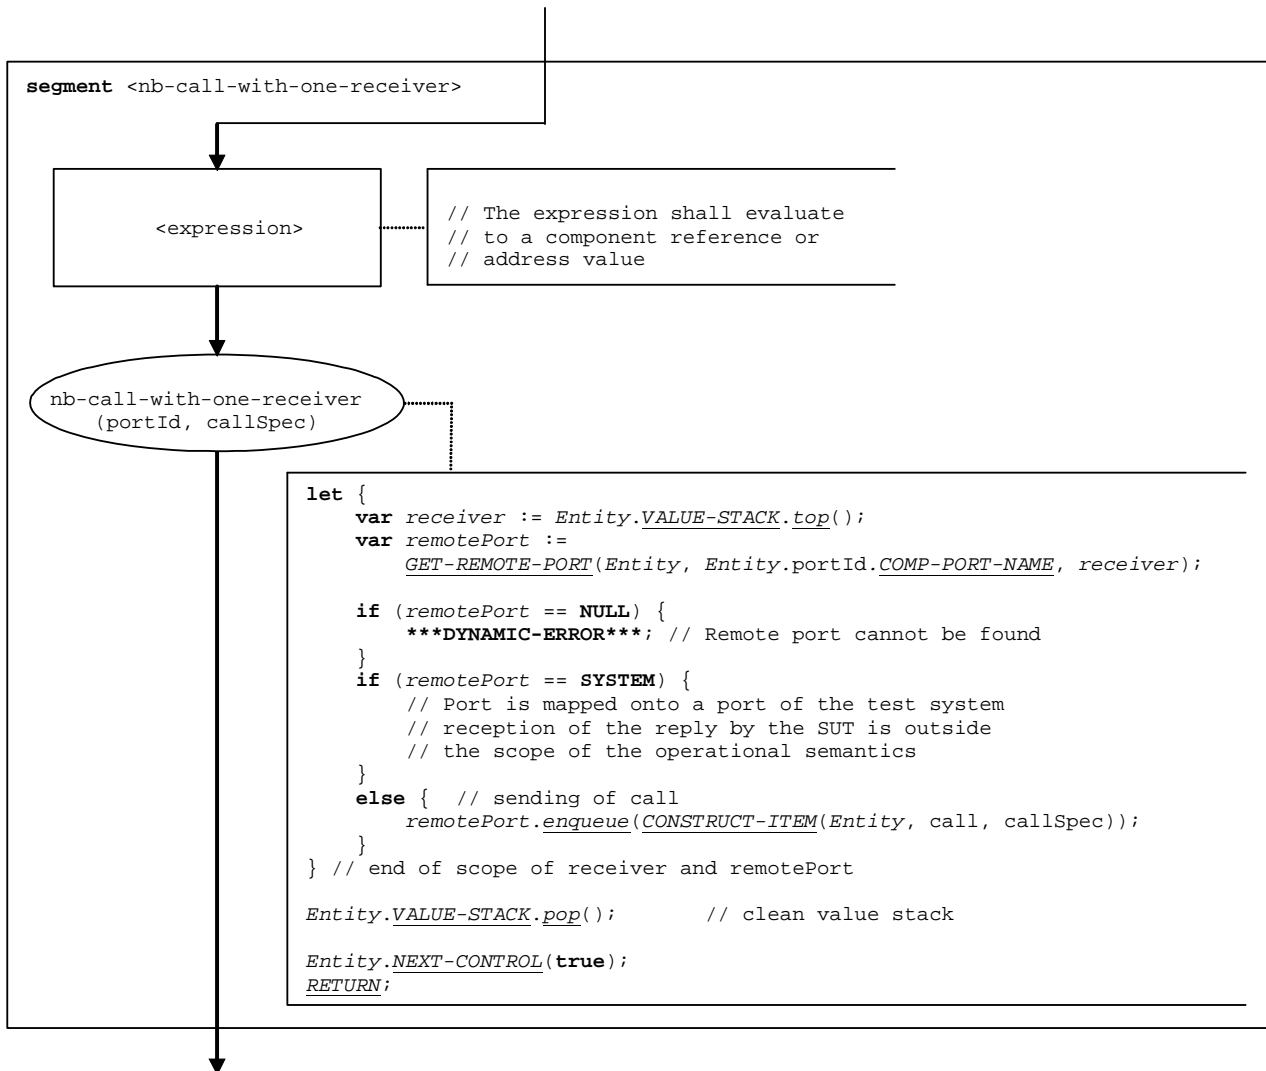 segment <nb-call-with-one-receiver>
<expression>
// The expression shall evaluate
// to a component reference or
// address value
nb-call-with-one-receiver
(portId, callSpec)
let {
var receiver := Entity.VALUE-STACK.top();
var remotePort :=
GET-REMOTE-PORT(Entity, Entity.portId.COMP-PORT-NAME, receiver);
if (remotePort == NULL) {
***DYNAMIC-ERROR***; // Remote port cannot be found
}
if (remotePort == SYSTEM) {
// Port is mapped onto a port of the test system
// reception of the reply by the SUT is outside
// the scope of the operational semantics
}
else { // sending of call
remotePort.enqueue(CONSTRUCT-ITEM(Entity, call, callSpec));
}
} // end of scope of receiver and remotePort
Entity.VALUE-STACK.pop(); // clean value stack
Entity.NEXT-CONTROL(true);
RETURN;